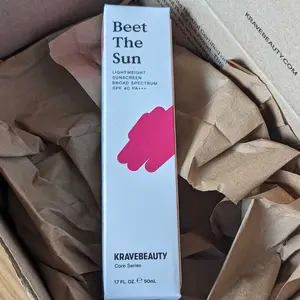 Beet
The
Sun
LIGHTWEIGHT
SUNSCREEN
BROAD SPECTRUM
SPF 40 PA+++
KRAVEBEAUTY
Core Series
1.7 FL. OZ. ℮ 50mL
KRAVEBEAUTY.COM
KRAVEBEAUTY